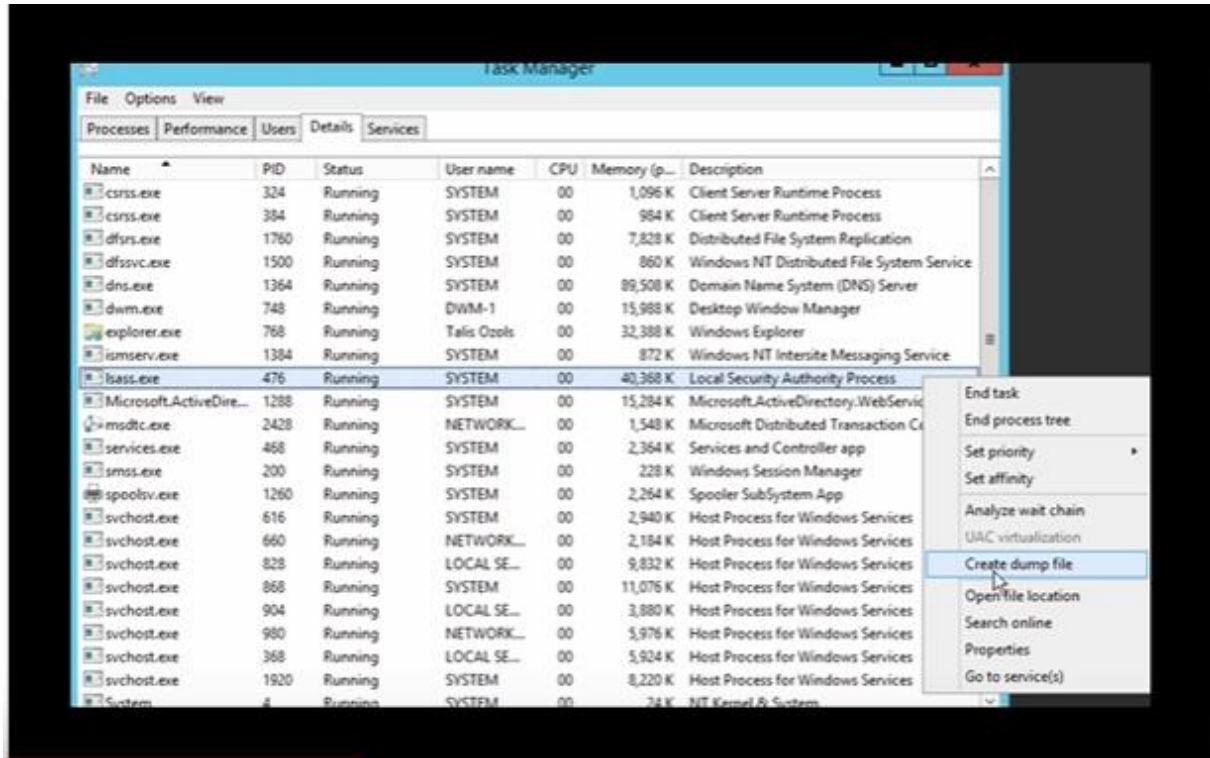 Task Manager
File Options View
Processes Performance Users Details Services
Name PID Status User name CPU Memory (p... Description
csrss.exe 324 Running SYSTEM 00 1,096 K Client Server Runtime Process
csrss.exe 384 Running SYSTEM 00 984 K Client Server Runtime Process
dfsrs.exe 1760 Running SYSTEM 00 7,828 K Distributed File System Replication
dfssvc.exe 1500 Running SYSTEM 00 860 K Windows NT Distributed File System Service
dns.exe 1364 Running SYSTEM 00 89,508 K Domain Name System (DNS) Server
dwm.exe 748 Running DWM-1 00 15,988 K Desktop Window Manager
explorer.exe 768 Running Talis Ozols 00 32,388 K Windows Explorer
ismserv.exe 1384 Running SYSTEM 00 872 K Windows NT Intersite Messaging Service
lsass.exe 476 Running SYSTEM 00 40,368 K Local Security Authority Process
Microsoft.ActiveDire... 1288 Running SYSTEM 00 15,284 K Microsoft.ActiveDirectory.WebServic
msdtc.exe 2428 Running NETWORK... 00 1,548 K Microsoft Distributed Transaction Co
services.exe 468 Running SYSTEM 00 2,364 K Services and Controller app
smss.exe 200 Running SYSTEM 00 228 K Windows Session Manager
spoolsv.exe 1260 Running SYSTEM 00 2,264 K Spooler SubSystem App
svchost.exe 616 Running SYSTEM 00 2,940 K Host Process for Windows Services
svchost.exe 660 Running NETWORK... 00 2,184 K Host Process for Windows Services
svchost.exe 828 Running LOCAL SE... 00 9,832 K Host Process for Windows Services
svchost.exe 868 Running SYSTEM 00 11,076 K Host Process for Windows Services
svchost.exe 904 Running LOCAL SE... 00 3,880 K Host Process for Windows Services
svchost.exe 980 Running NETWORK... 00 5,976 K Host Process for Windows Services
svchost.exe 368 Running LOCAL SE... 00 5,924 K Host Process for Windows Services
svchost.exe 1920 Running SYSTEM 00 8,220 K Host Process for Windows Services
System 4 Running SYSTEM 00 24 K NT Kernel & System
End task
End process tree
Set priority
Set affinity
Analyze wait chain
UAC virtualization
Create dump file
Open file location
Search online
Properties
Go to service(s)